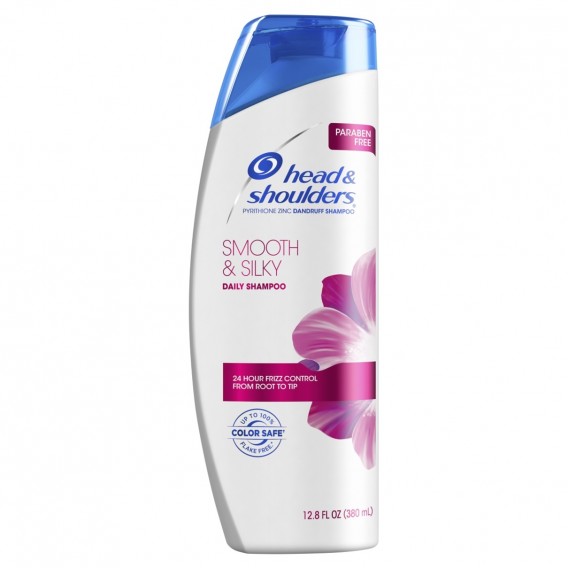 PARABEN
FREE
head &
shoulders®
PYRITHIONE ZINC DANDRUFF SHAMPOO
SMOOTH
& SILKY
DAILY SHAMPOO
24 HOUR FRIZZ CONTROL
FROM ROOT TO TIP
UP TO 100%
COLOR SAFE†
FLAKE FREE.*
12.8 FL OZ (380 mL)